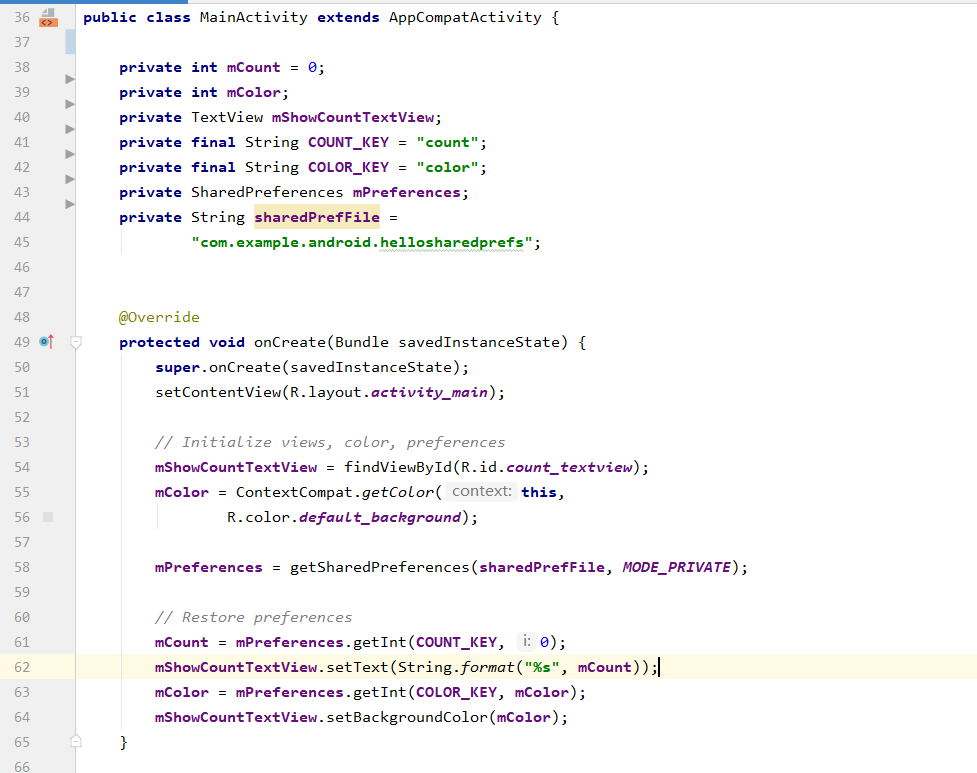 36 public class MainActivity extends AppCompatActivity {
37
38     private int mCount = 0;
39     private int mColor;
40     private TextView mShowCountTextView;
41     private final String COUNT_KEY = "count";
42     private final String COLOR_KEY = "color";
43     private SharedPreferences mPreferences;
44     private String sharedPrefFile =
45             "com.example.android.hellosharedprefs";
46
47
48     @Override
49     protected void onCreate(Bundle savedInstanceState) {
50         super.onCreate(savedInstanceState);
51         setContentView(R.layout.activity_main);
52
53         // Initialize views, color, preferences
54         mShowCountTextView = findViewById(R.id.count_textview);
55         mColor = ContextCompat.getColor( context: this,
56                 R.color.default_background);
57
58         mPreferences = getSharedPreferences(sharedPrefFile, MODE_PRIVATE);
59
60         // Restore preferences
61         mCount = mPreferences.getInt(COUNT_KEY, i: 0);
62         mShowCountTextView.setText(String.format("%s", mCount));
63         mColor = mPreferences.getInt(COLOR_KEY, mColor);
64         mShowCountTextView.setBackgroundColor(mColor);
65     }
66